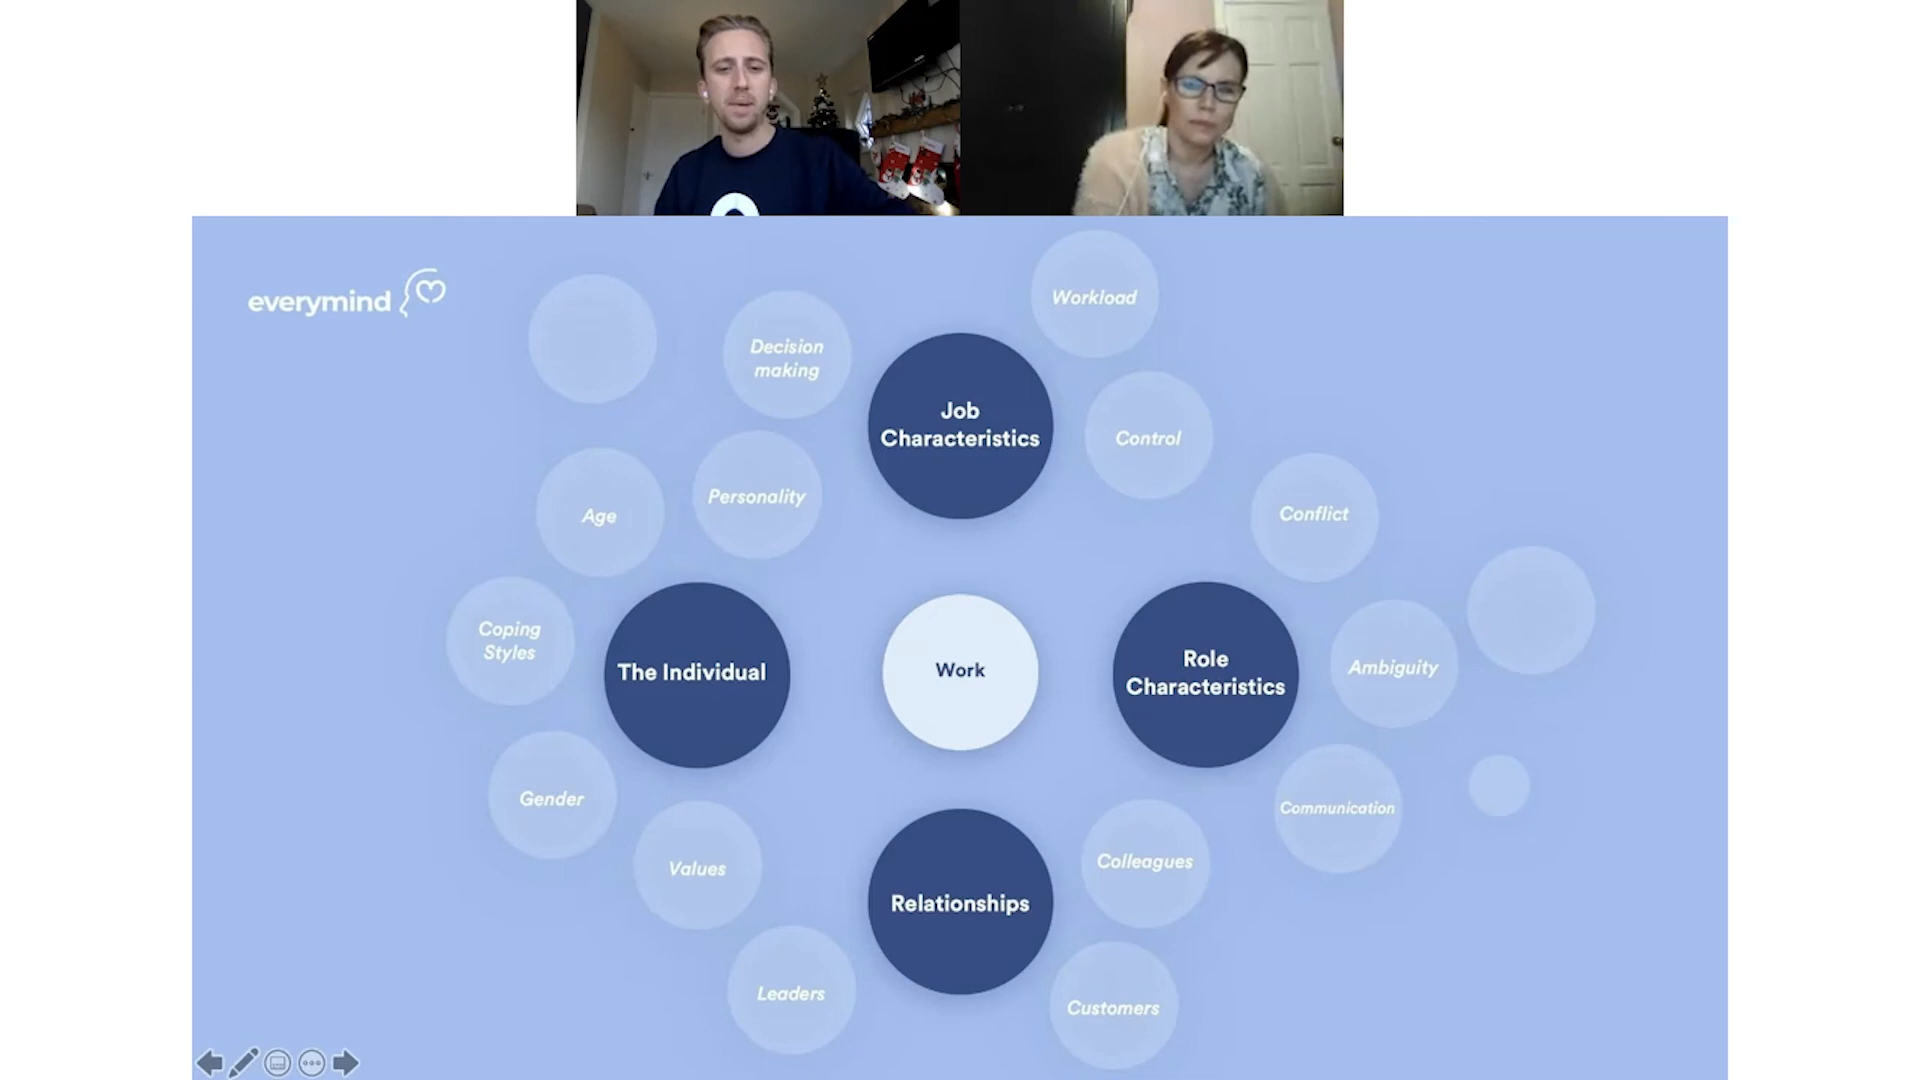 everymind
Workload
Decision
making
Job
Characteristics
Control
Personality
Age
Conflict
Coping
Styles
The Individual
Work
Role
Characteristics
Ambiguity
Gender
Communication
Values
Colleagues
Relationships
Leaders
Customers